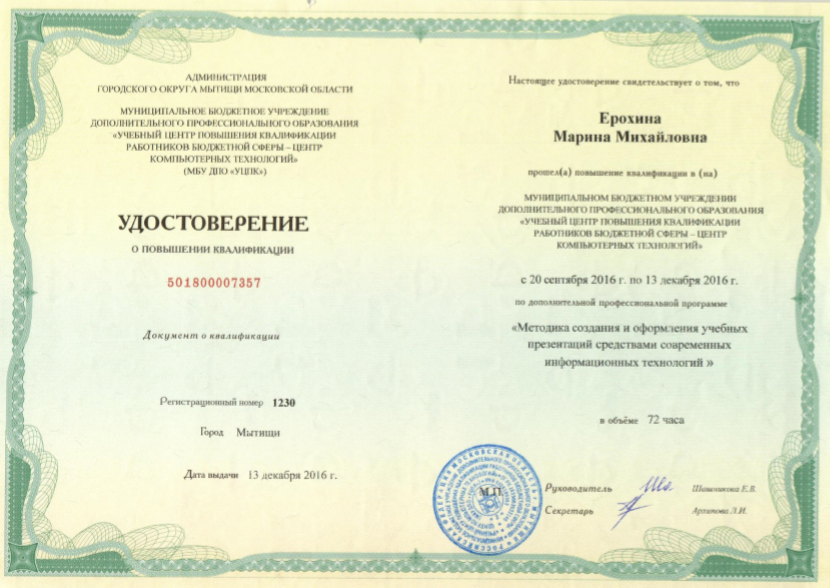 АДМИНИСТРАЦИЯ
ГОРОДСКОГО ОКРУГА МЫТИЩИ МОСКОВСКОЙ ОБЛАСТИ
МУНИЦИПАЛЬНОЕ БЮДЖЕТНОЕ УЧРЕЖДЕНИЕ
ДОПОЛНИТЕЛЬНОГО ПРОФЕССИОНАЛЬНОГО ОБРАЗОВАНИЯ
«УЧЕБНЫЙ ЦЕНТР ПОВЫШЕНИЯ КВАЛИФИКАЦИИ
РАБОТНИКОВ БЮДЖЕТНОЙ СФЕРЫ – ЦЕНТР
КОМПЬЮТЕРНЫХ ТЕХНОЛОГИЙ»
(МБУ ДПО «УЦПК»)
УДОСТОВЕРЕНИЕ
О ПОВЫШЕНИИ КВАЛИФИКАЦИИ
501800007357
Документ о квалификации
Регистрационный номер 1230
Город Мытищи
Дата выдачи 13 декабря 2016 г.
Настоящее удостоверение свидетельствует о том, что
Ерохина
Марина Михайловна
прошел(а) повышение квалификации в (на)
МУНИЦИПАЛЬНОМ БЮДЖЕТНОМ УЧРЕЖДЕНИИ
ДОПОЛНИТЕЛЬНОГО ПРОФЕССИОНАЛЬНОГО ОБРАЗОВАНИЯ
«УЧЕБНЫЙ ЦЕНТР ПОВЫШЕНИЯ КВАЛИФИКАЦИИ
РАБОТНИКОВ БЮДЖЕТНОЙ СФЕРЫ – ЦЕНТР
КОМПЬЮТЕРНЫХ ТЕХНОЛОГИЙ»
с 20 сентября 2016 г. по 13 декабря 2016 г.
по дополнительной профессиональной программе
«Методика создания и оформления учебных
презентаций средствами современных
информационных технологий »
в объёме 72 часа
М.П.
Руководитель Е.В.
Секретарь Архипова Л.И.